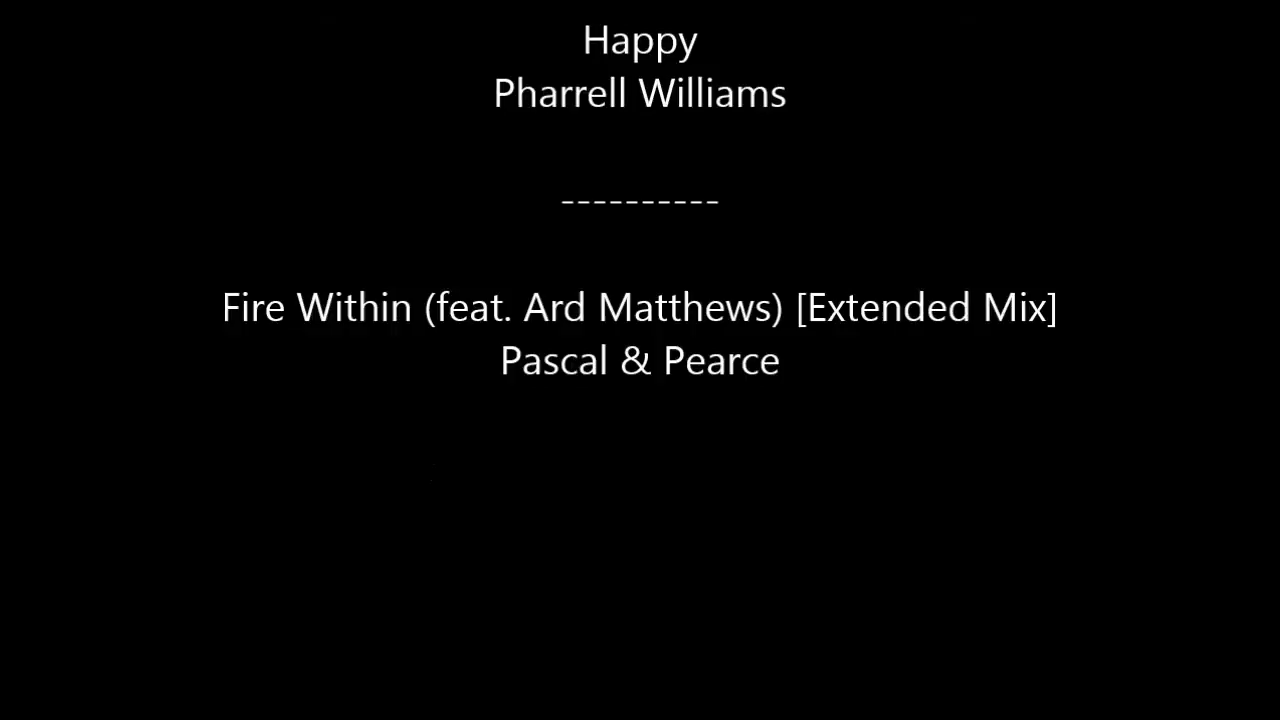 Happy
Pharrell Williams
----------
Fire Within (feat. Ard Matthews) [Extended Mix]
Pascal & Pearce